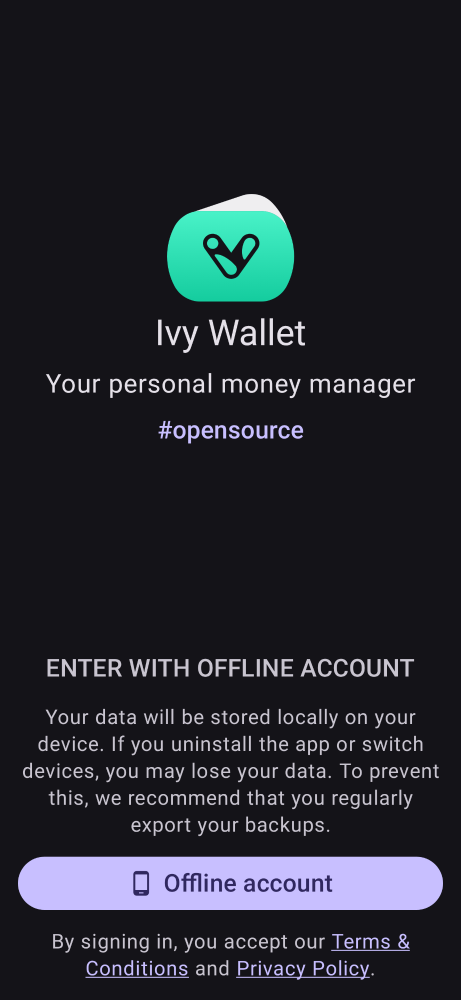 Ivy Wallet
Your personal money manager
#opensource
ENTER WITH OFFLINE ACCOUNT
Your data will be stored locally on your
device. If you uninstall the app or switch
devices, you may lose your data. To prevent
this, we recommend that you regularly
export your backups.
Offline account
By signing in, you accept our Terms &
Conditions and Privacy Policy.